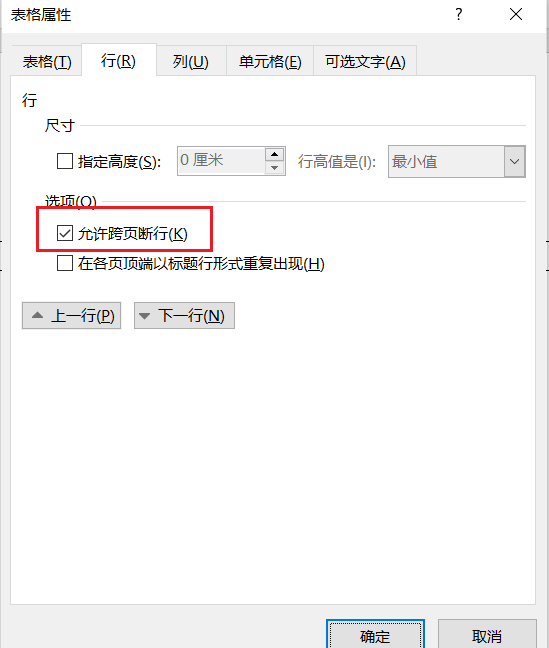 表格属性 ?
表格(T) 行(R) 列(U) 单元格(E) 可选文字(A)
行
尺寸
指定高度(S): 0 厘米 行高值是(I): 最小值
选项(O)
允许跨页断行(K)
在各页顶端以标题行形式重复出现(H)
上一行(P) 下一行(N)
确定 取消